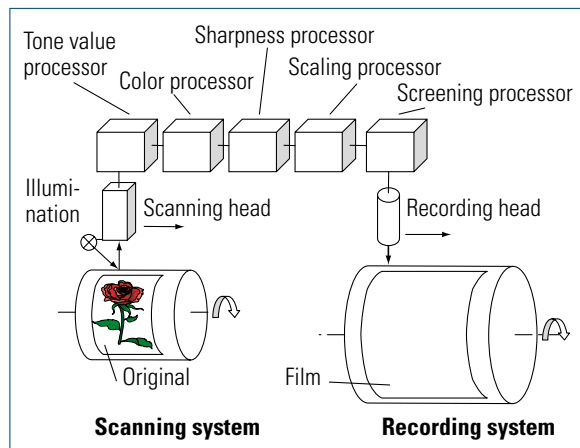 Tone value
processor
Color processor
Sharpness processor
Scaling processor
Screening processor
Illumi-
nation
Scanning head
Recording head
Original
Film
Scanning system
Recording system